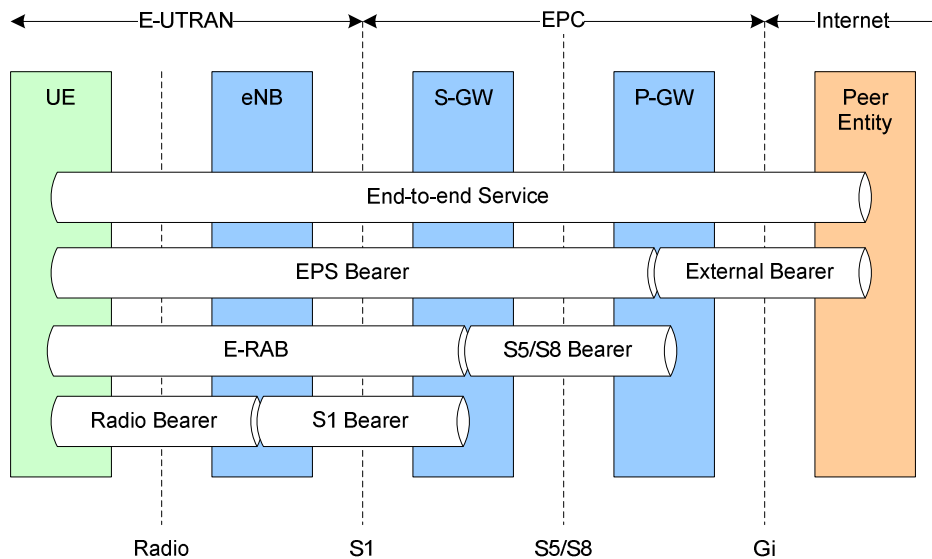 E-UTRAN EPC Internet
UE eNB S-GW P-GW Peer
Entity
End-to-end Service
EPS Bearer External Bearer
E-RAB S5/S8 Bearer
Radio Bearer S1 Bearer
Radio S1 S5/S8 Gi